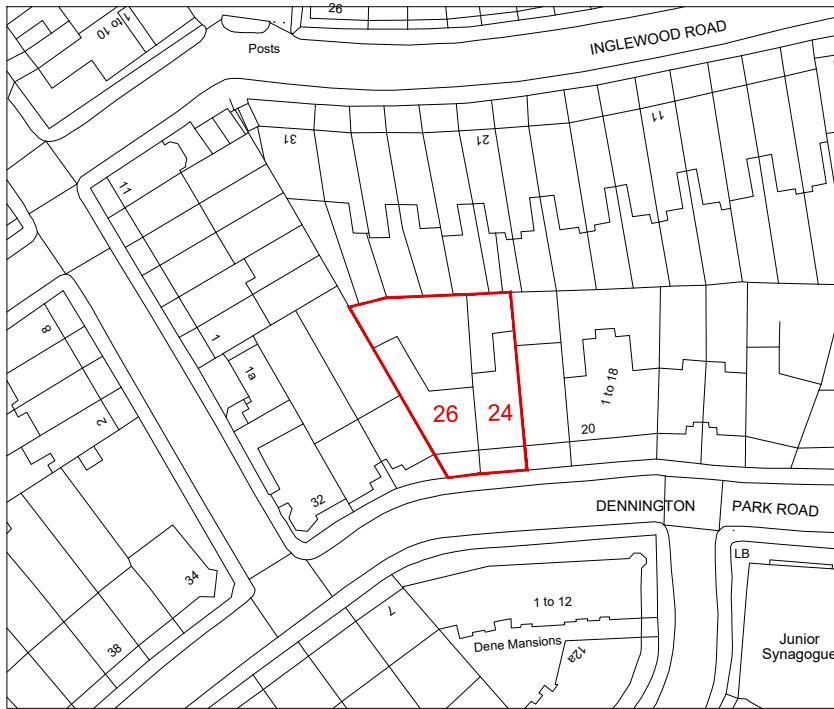 26
1 to 10
Posts
INGLEWOOD ROAD
31
21
11
11
8
1
1a
2
26
24
1 to 18
20
32
DENNINGTON
PARK ROAD
LB
34
38
7
1 to 12
Dene Mansions
12a
Junior
Synagogue